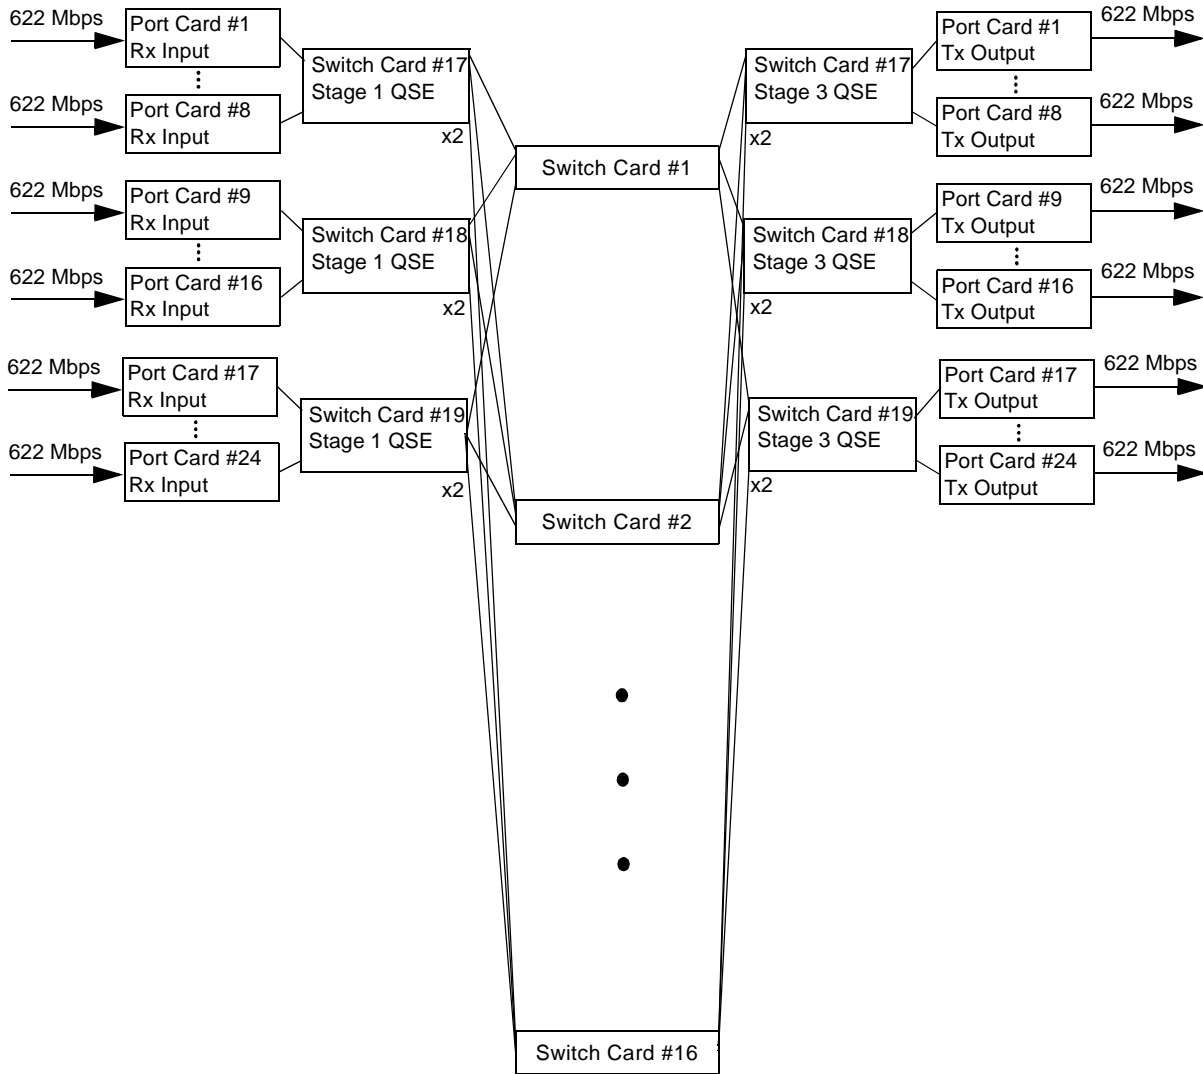 622 Mbps
Port Card #1
Rx Input
622 Mbps
Port Card #8
Rx Input
Switch Card #17
Stage 1 QSE
x2
622 Mbps
Port Card #9
Rx Input
622 Mbps
Port Card #16
Rx Input
Switch Card #18
Stage 1 QSE
x2
622 Mbps
Port Card #17
Rx Input
622 Mbps
Port Card #24
Rx Input
Switch Card #19
Stage 1 QSE
x2
Switch Card #1
Switch Card #2
Switch Card #16
Switch Card #17
Stage 3 QSE
x2
Port Card #1
Tx Output
622 Mbps
Port Card #8
Tx Output
622 Mbps
Switch Card #18
Stage 3 QSE
x2
Port Card #9
Tx Output
622 Mbps
Port Card #16
Tx Output
622 Mbps
Switch Card #19
Stage 3 QSE
x2
Port Card #17
Tx Output
622 Mbps
Port Card #24
Tx Output
622 Mbps